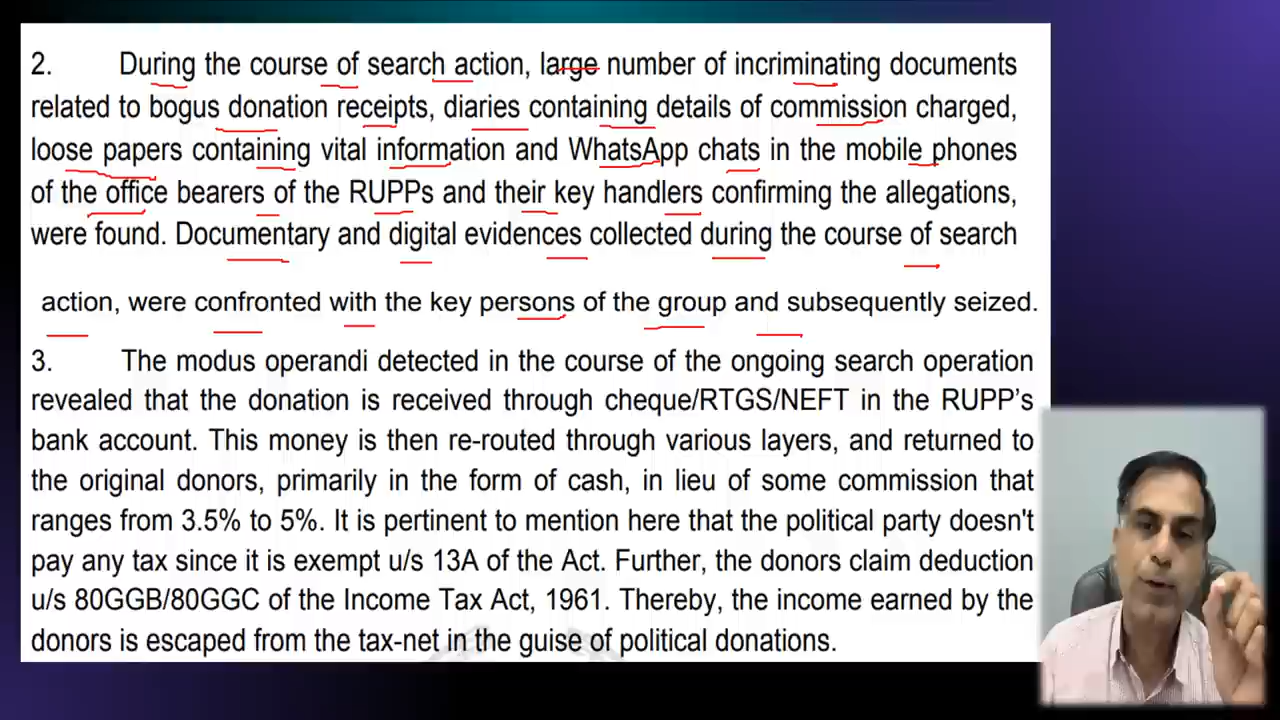 2. During the course of search action, large number of incriminating documents
related to bogus donation receipts, diaries containing details of commission charged,
loose papers containing vital information and WhatsApp chats in the mobile phones
of the office bearers of the RUPPs and their key handlers confirming the allegations,
were found. Documentary and digital evidences collected during the course of search
action, were confronted with the key persons of the group and subsequently seized.
3. The modus operandi detected in the course of the ongoing search operation
revealed that the donation is received through cheque/RTGS/NEFT in the RUPP's
bank account. This money is then re-routed through various layers, and returned to
the original donors, primarily in the form of cash, in lieu of some commission that
ranges from 3.5% to 5%. It is pertinent to mention here that the political party doesn't
pay any tax since it is exempt u/s 13A of the Act. Further, the donors claim deduction
u/s 80GGB/80GGC of the Income Tax Act, 1961. Thereby, the income earned by the
donors is escaped from the tax-net in the guise of political donations.